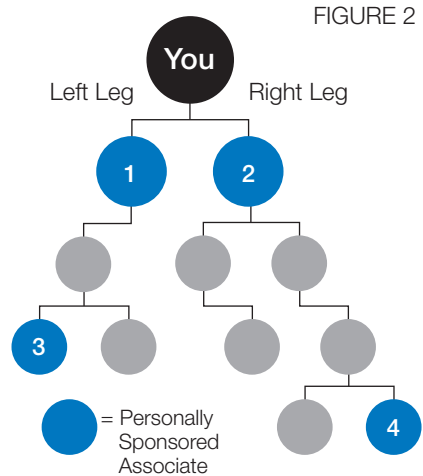 FIGURE 2
You
Left Leg
Right Leg
1
2
3
4
= Personally
Sponsored
Associate